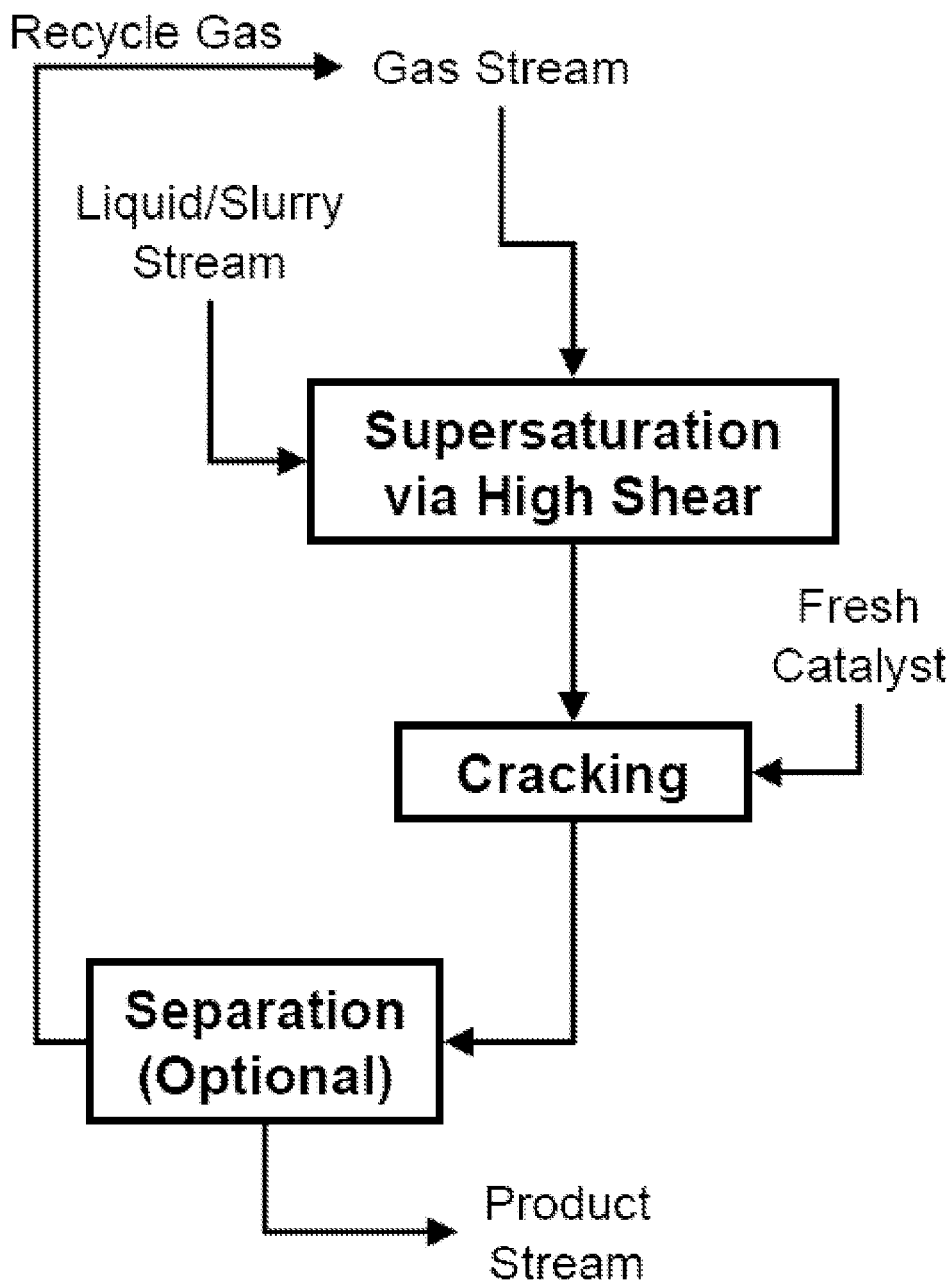 Recycle Gas
Gas Stream
Liquid/Slurry
Stream
Supersaturation
via High Shear
Fresh
Catalyst
Cracking
Separation
(Optional)
Product
Stream